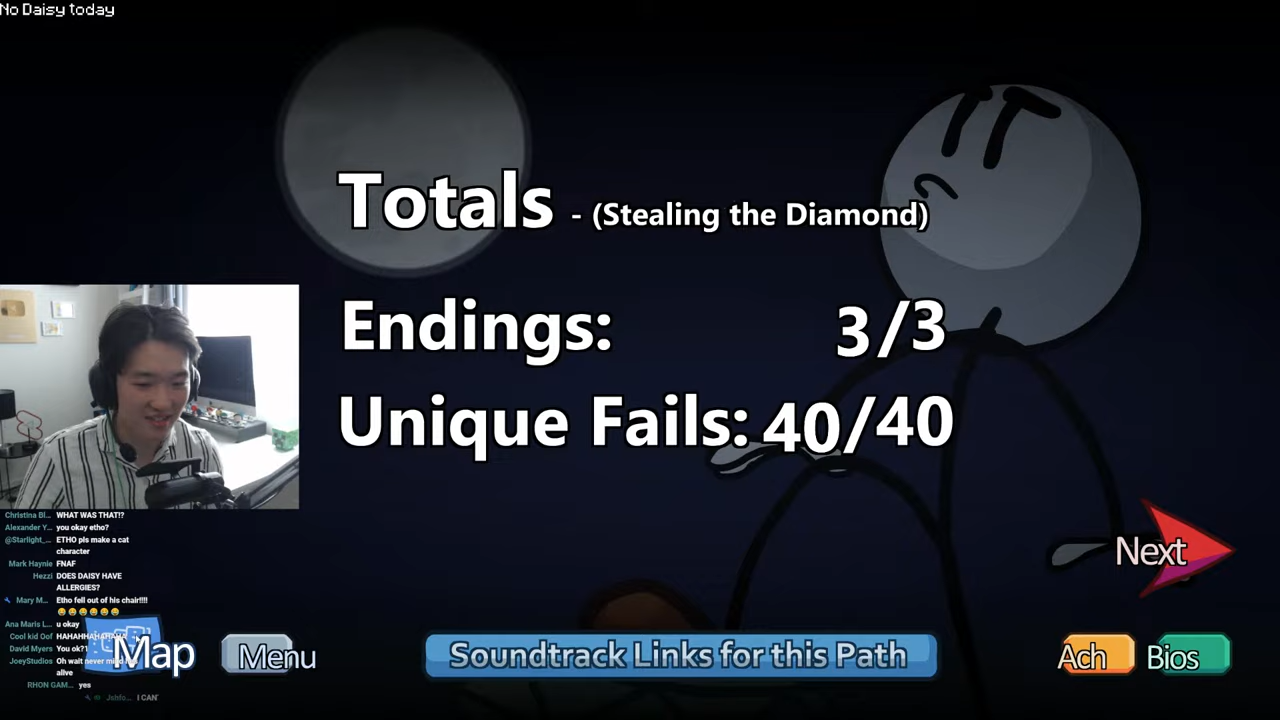 No Daisy today
Totals - (Stealing the Diamond)
Endings: 3/3
Unique Fails: 40/40
Christina Bl... WHAT WAS THAT!?
Alexander Y... you okay etho?
@Starlight_... ETHO pls make a cat
character
Mark Haynie FNAF
Hezzi DOES DAISY HAVE
ALLERGIES?
Mary M... Etho fell out of his chair!!!!
Ana Maris L... u okay
Cool kid Oof HAHAHHAHAHAHA
David Myers You ok?
JoeyStudios Oh wait never mind
alive
RHON GAM... yes
Jshfo... I CAN'
Next
Map
Menu
Soundtrack Links for this Path
Ach
Bios